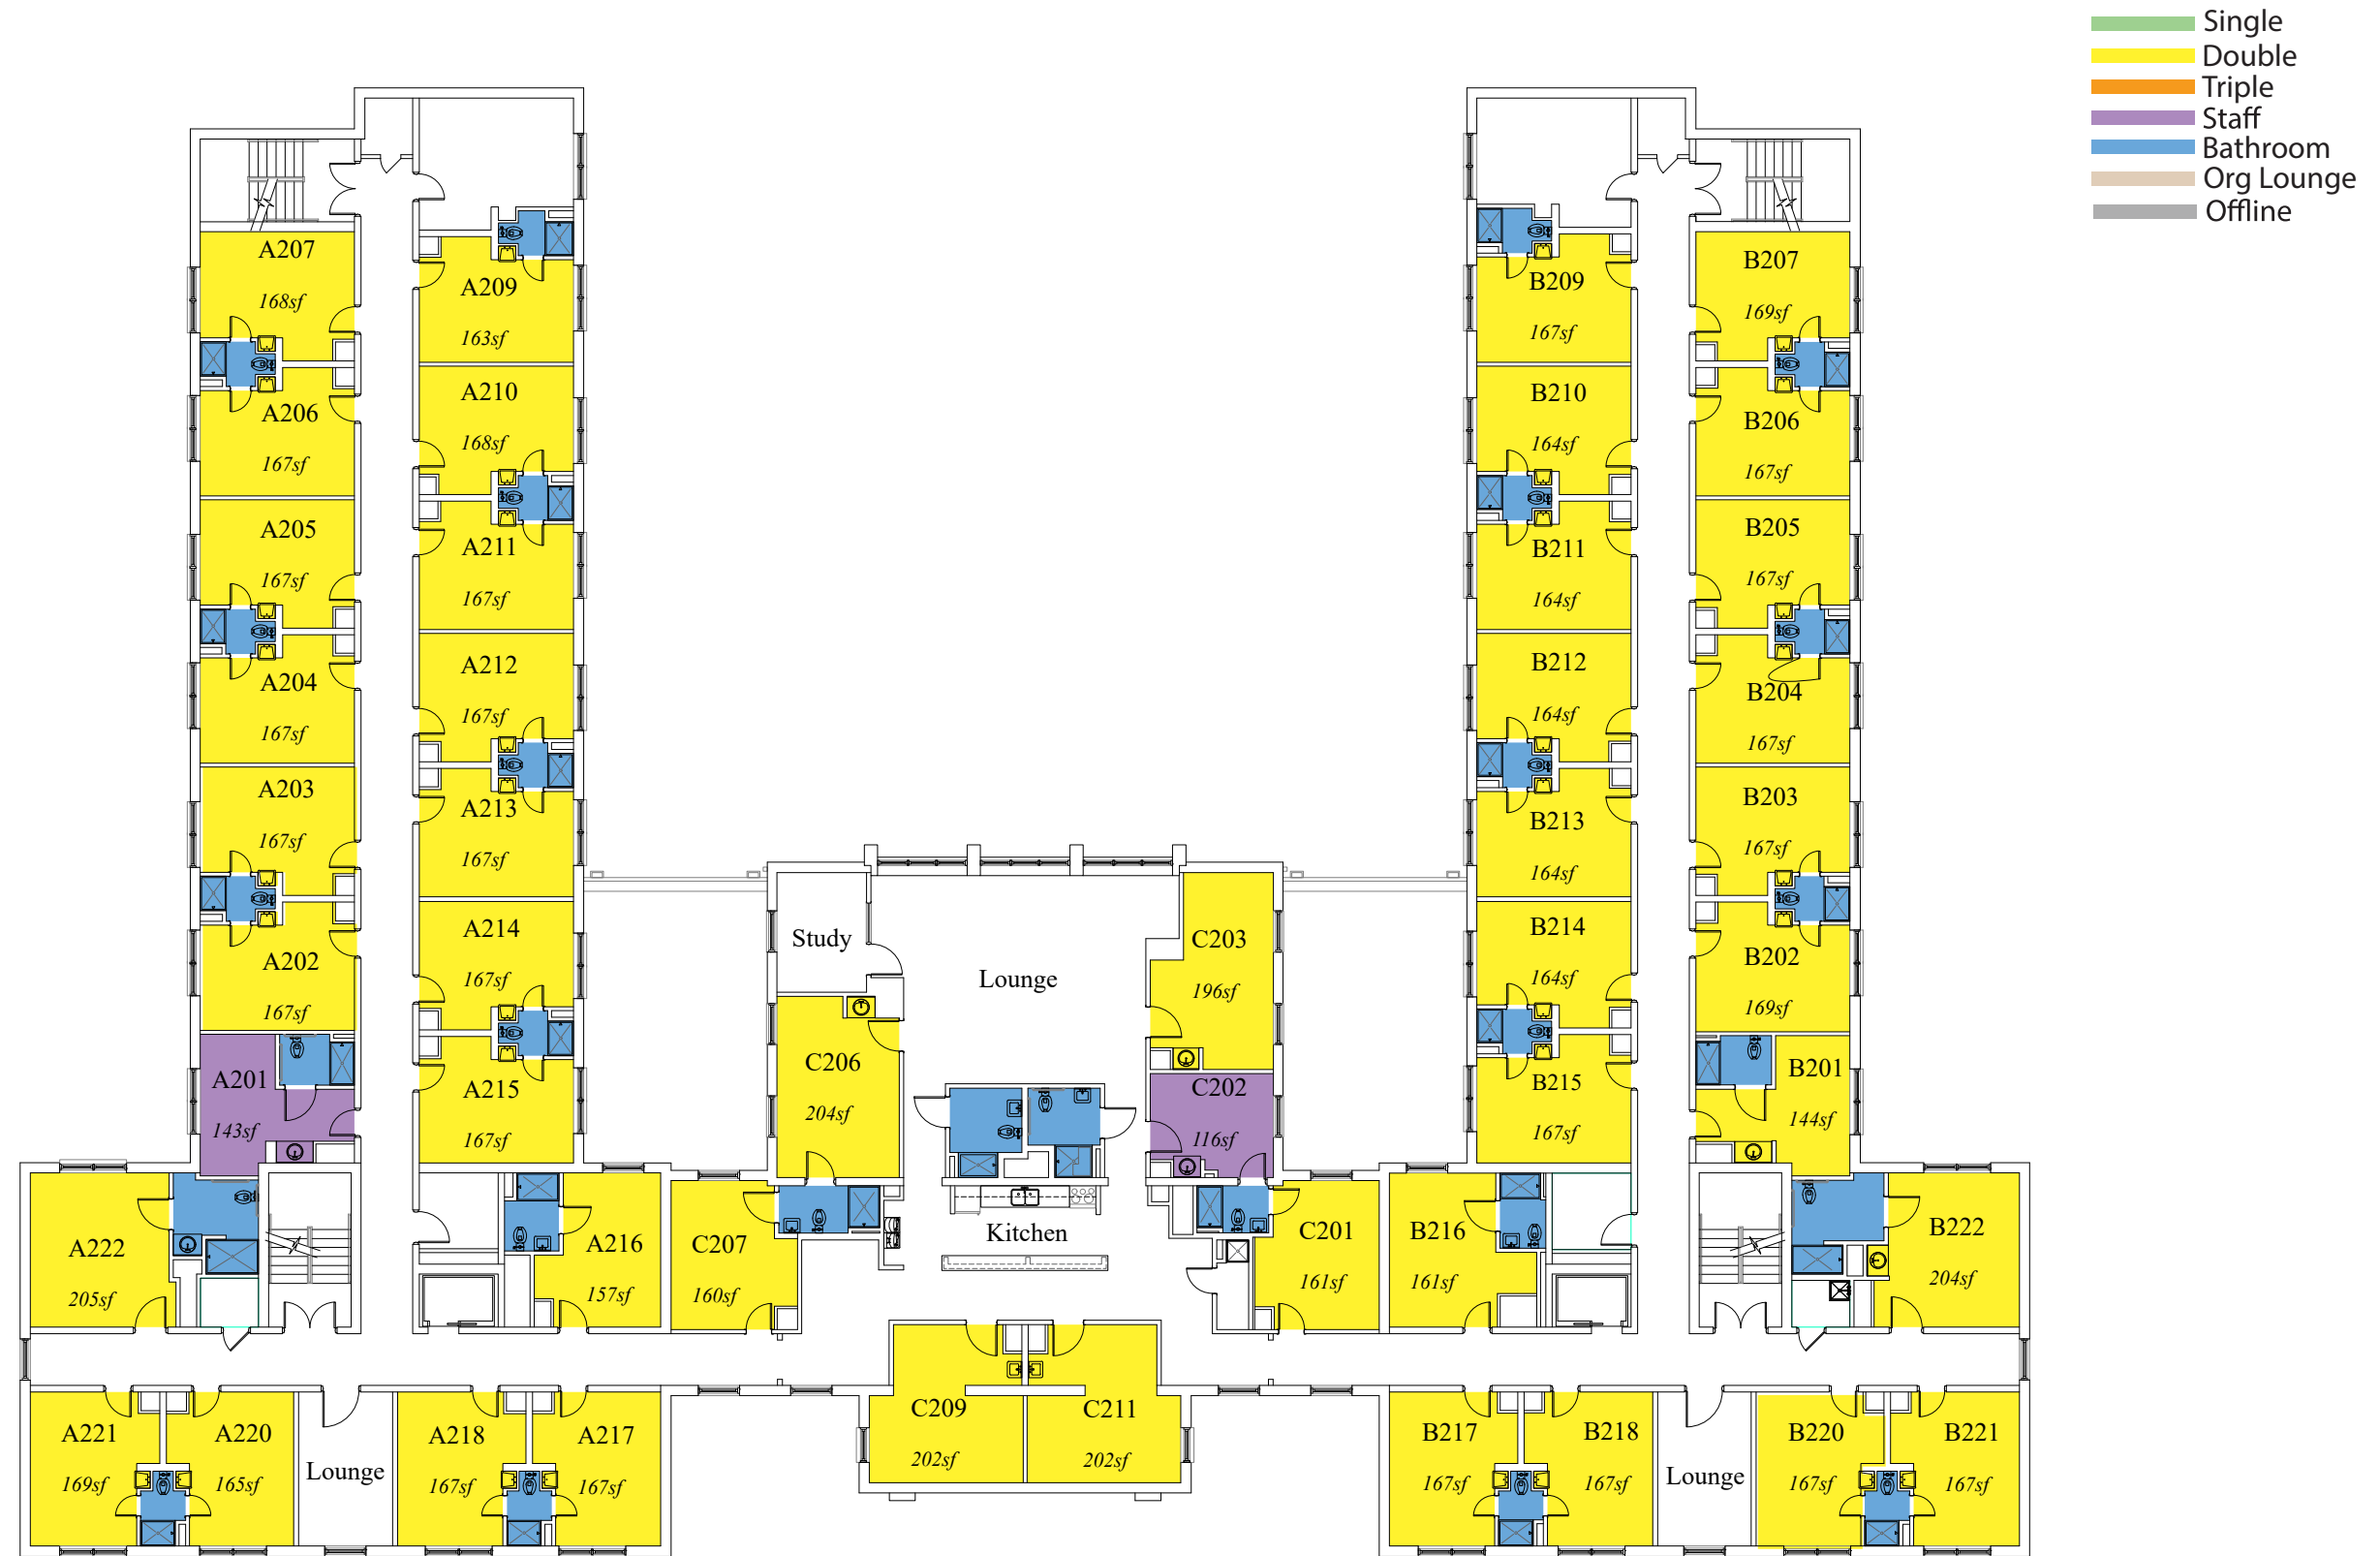 Single
Double
Triple
Staff
Bathroom
Org Lounge
Offline
A207
168sf
A206
167sf
A205
167sf
A204
167sf
A203
167sf
A202
167sf
A201
143sf
A209
163sf
A210
168sf
A211
167sf
A212
167sf
A213
167sf
A214
167sf
A215
167sf
A222
205sf
A216
157sf
A221
169sf
A220
165sf
Lounge
A218
167sf
A217
167sf
Study
Lounge
C203
196sf
C206
204sf
C202
116sf
C207
160sf
Kitchen
C201
161sf
C209
202sf
C211
202sf
B209
167sf
B210
164sf
B211
164sf
B212
164sf
B213
164sf
B214
164sf
B215
167sf
B207
169sf
B206
167sf
B205
167sf
B204
167sf
B203
167sf
B202
169sf
B201
144sf
B216
161sf
B222
204sf
B217
167sf
B218
167sf
Lounge
B220
167sf
B221
167sf